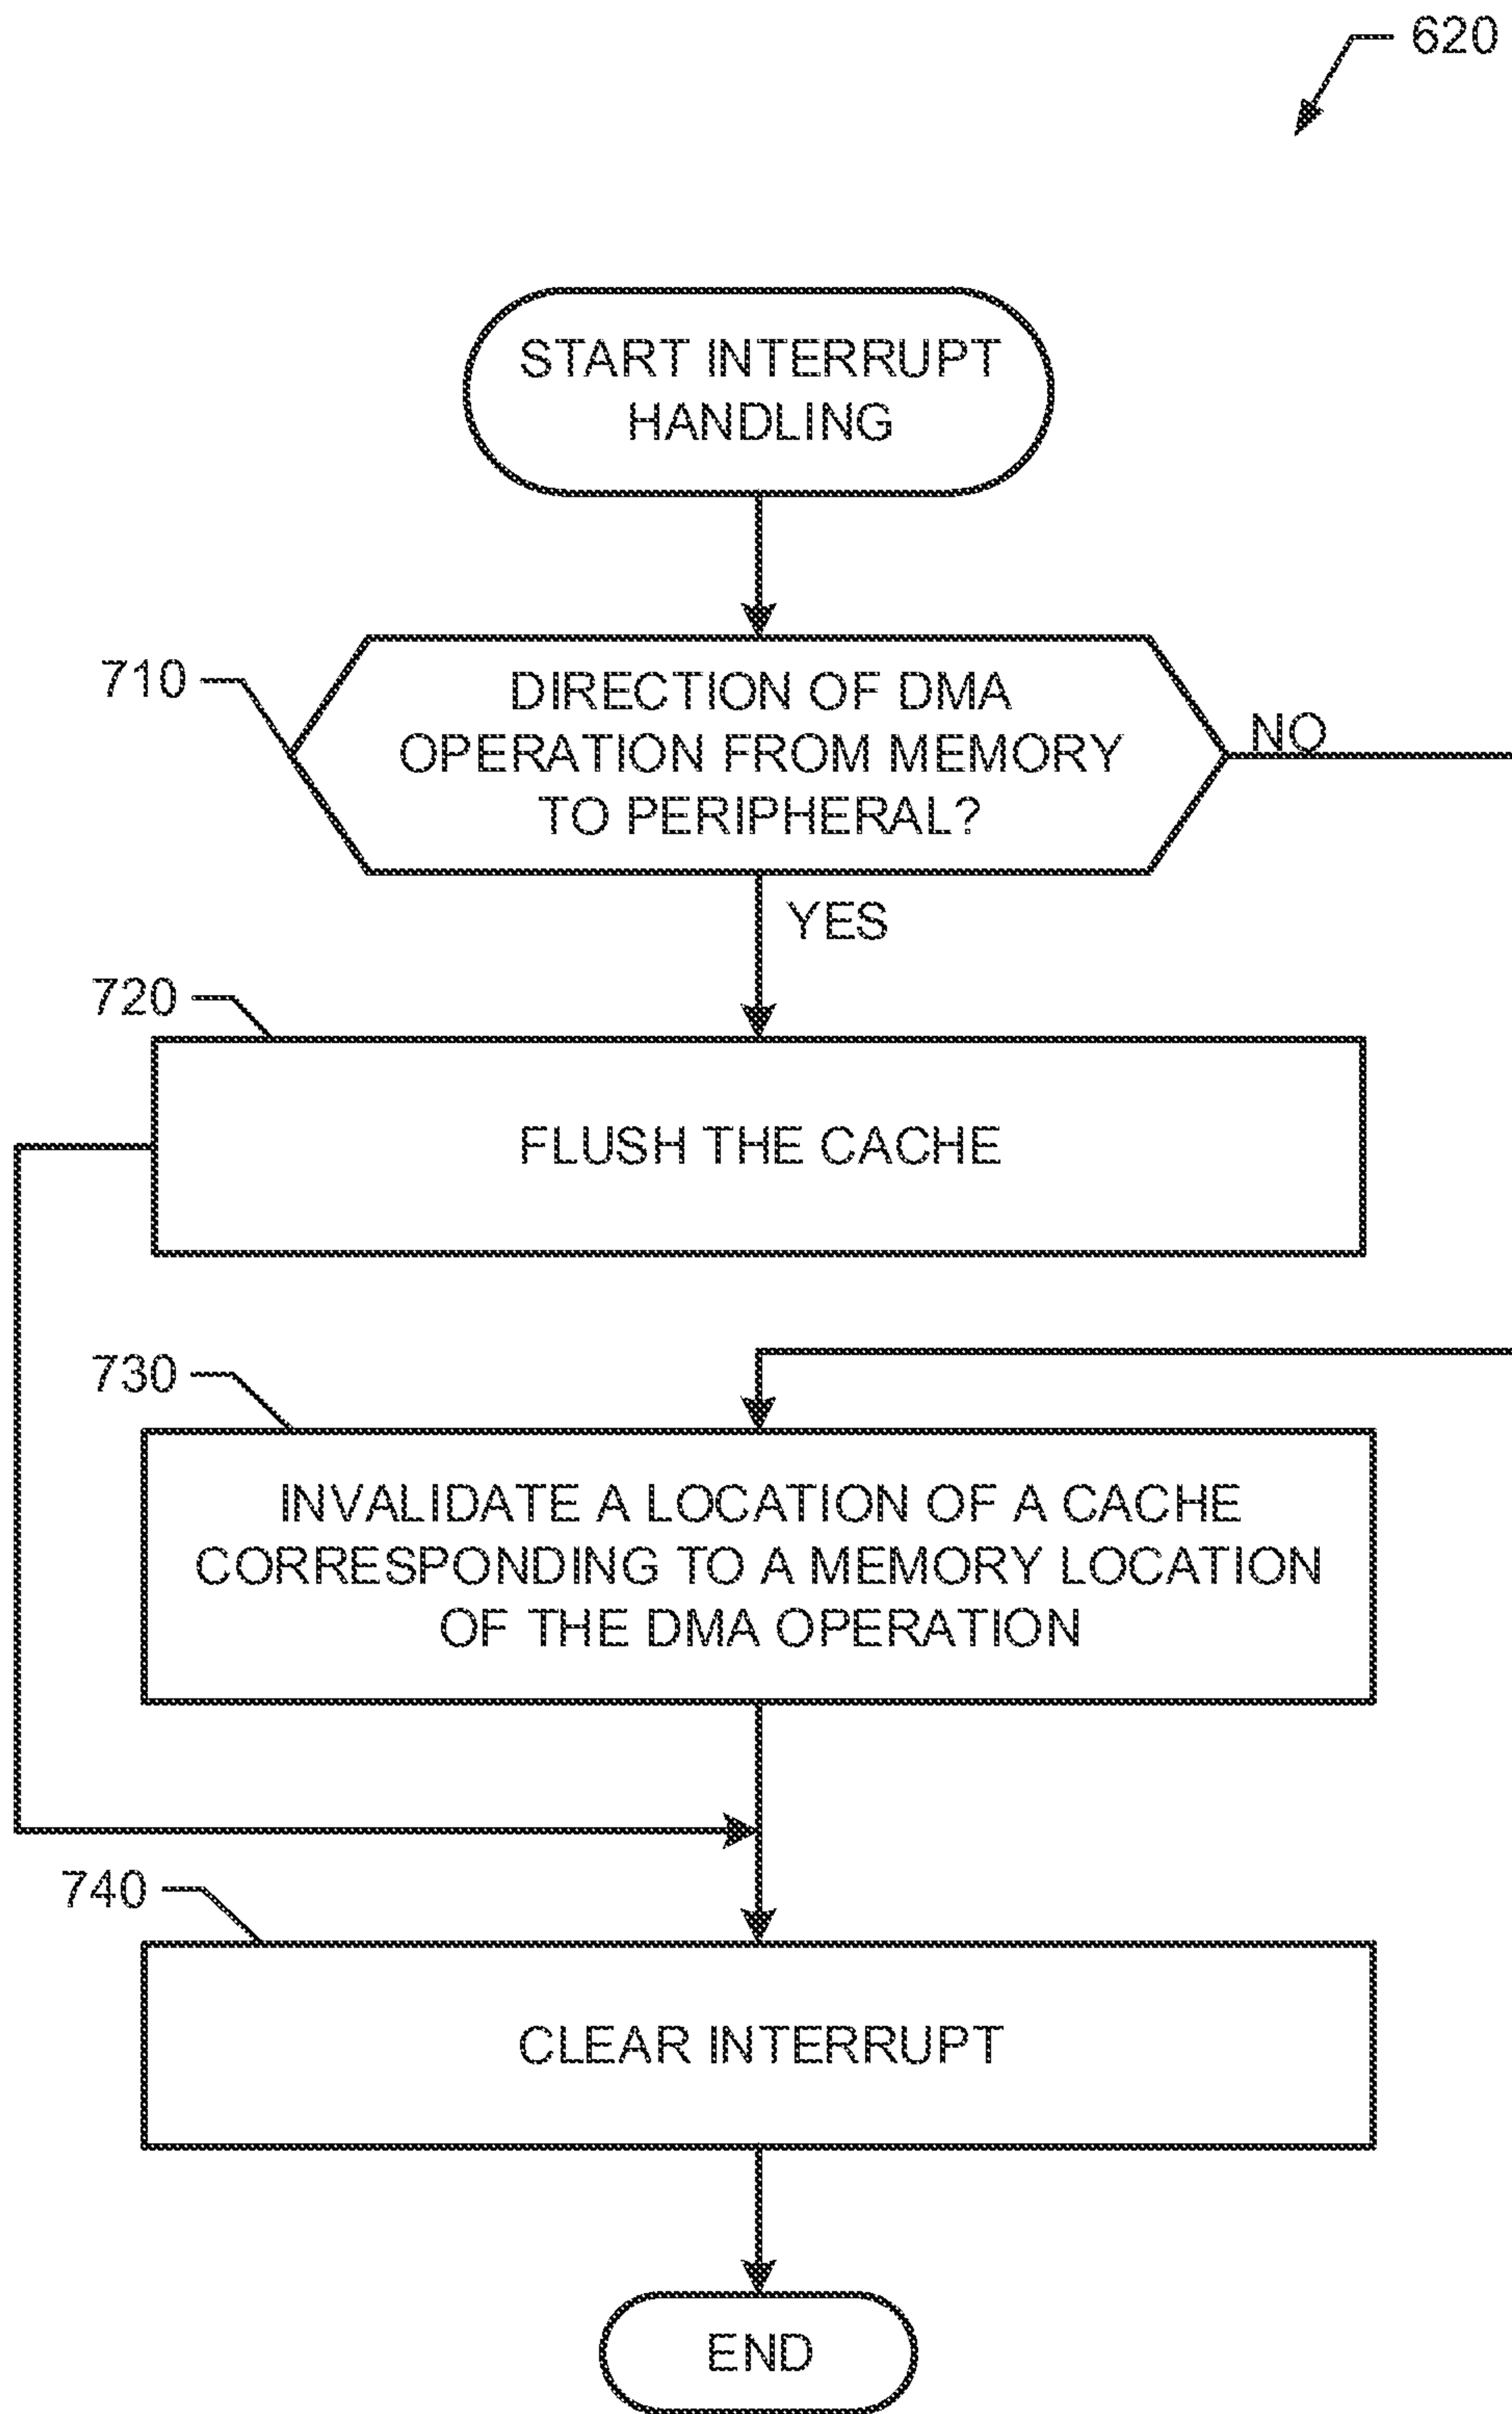 620
START INTERRUPT
HANDLING
710
DIRECTION OF DMA
OPERATION FROM MEMORY
TO PERIPHERAL?
NO
YES
720
FLUSH THE CACHE
730
INVALIDATE A LOCATION OF A CACHE
CORRESPONDING TO A MEMORY LOCATION
OF THE DMA OPERATION
740
CLEAR INTERRUPT
END